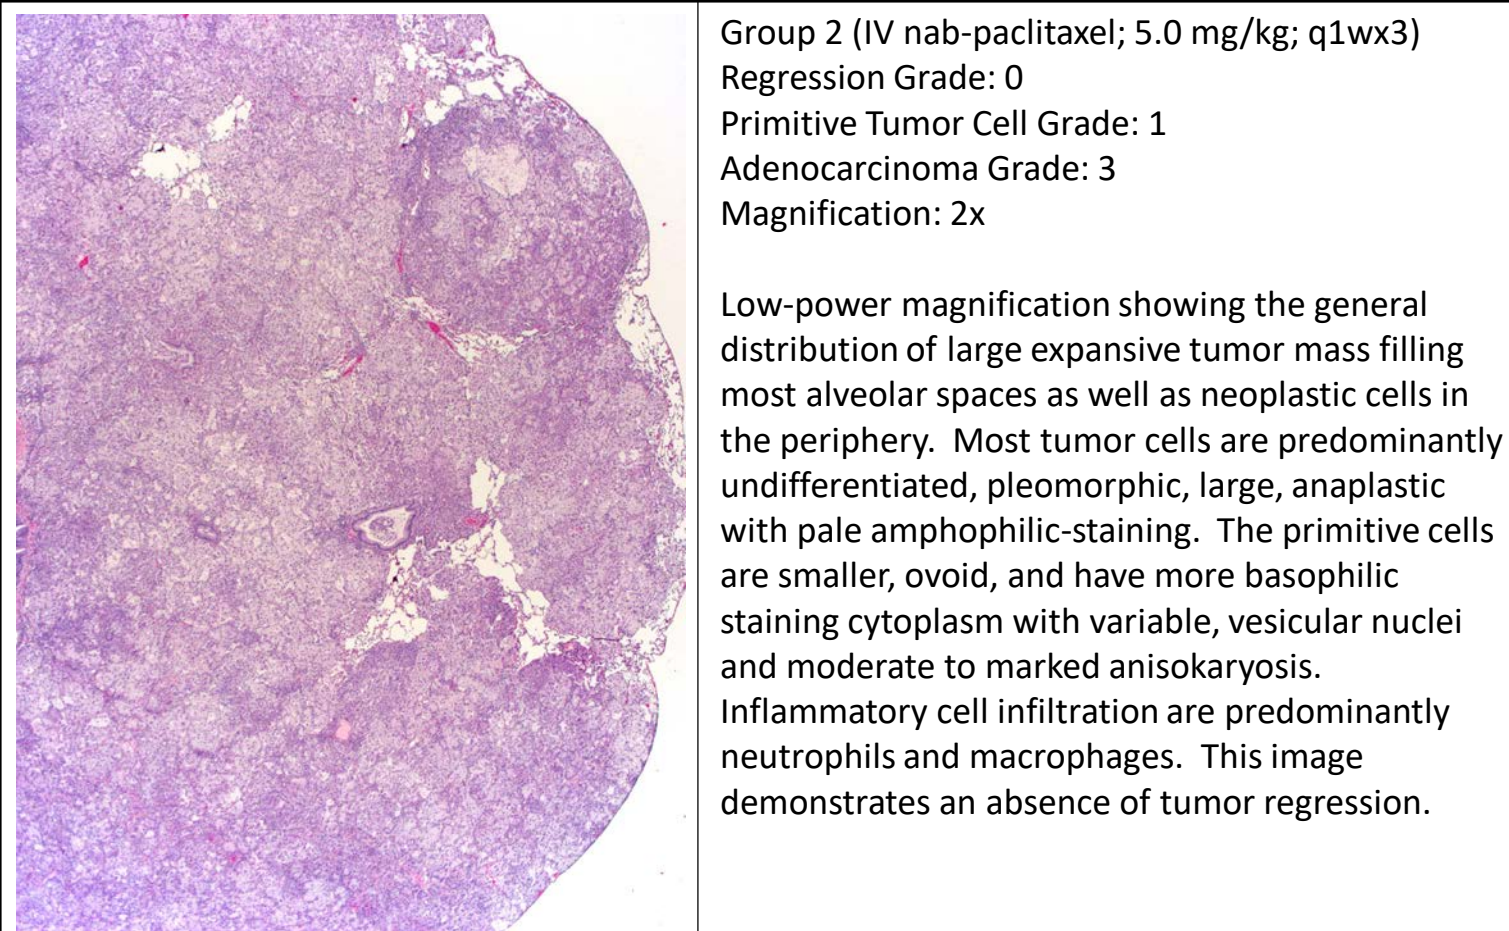 Group 2 (IV nab-paclitaxel; 5.0 mg/kg; q1wx3)
Regression Grade: 0
Primitive Tumor Cell Grade: 1
Adenocarcinoma Grade: 3
Magnification: 2x
Low-power magnification showing the general
distribution of large expansive tumor mass filling
most alveolar spaces as well as neoplastic cells in
the periphery.  Most tumor cells are predominantly
undifferentiated, pleomorphic, large, anaplastic
with pale amphophilic-staining.  The primitive cells
are smaller, ovoid, and have more basophilic
staining cytoplasm with variable, vesicular nuclei
and moderate to marked anisokaryosis.
Inflammatory cell infiltration are predominantly
neutrophils and macrophages.  This image
demonstrates an absence of tumor regression.